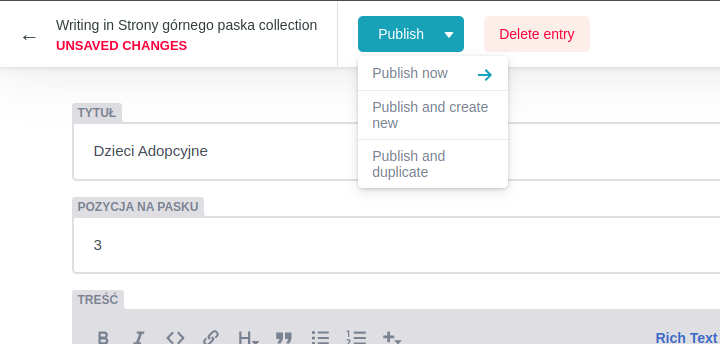 Writing in Strony górnego paska collection
UNSAVED CHANGES
Publish
Delete entry
Publish now
Publish and create
new
Publish and
duplicate
TYTUŁ
Dzieci Adopcyjne
POZYCJA NA PASKU
3
TREŚĆ
Rich Text